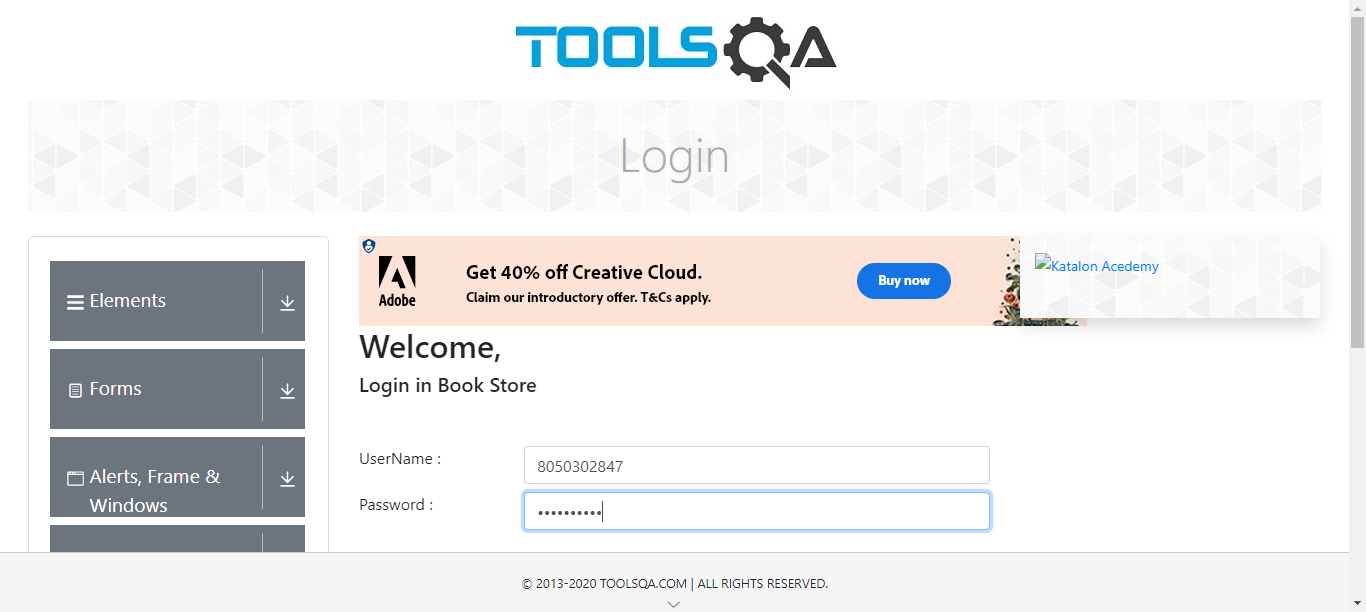 TOOLSQA
Login
Elements
Forms
Alerts, Frame &
Windows
Adobe
Get 40% off Creative Cloud.
Claim our introductory offer. T&Cs apply.
Buy now
Katalon Acedemy
Welcome,
Login in Book Store
UserName :
8050302847
Password :
••••••••••
© 2013-2020 TOOLSQA.COM | ALL RIGHTS RESERVED.